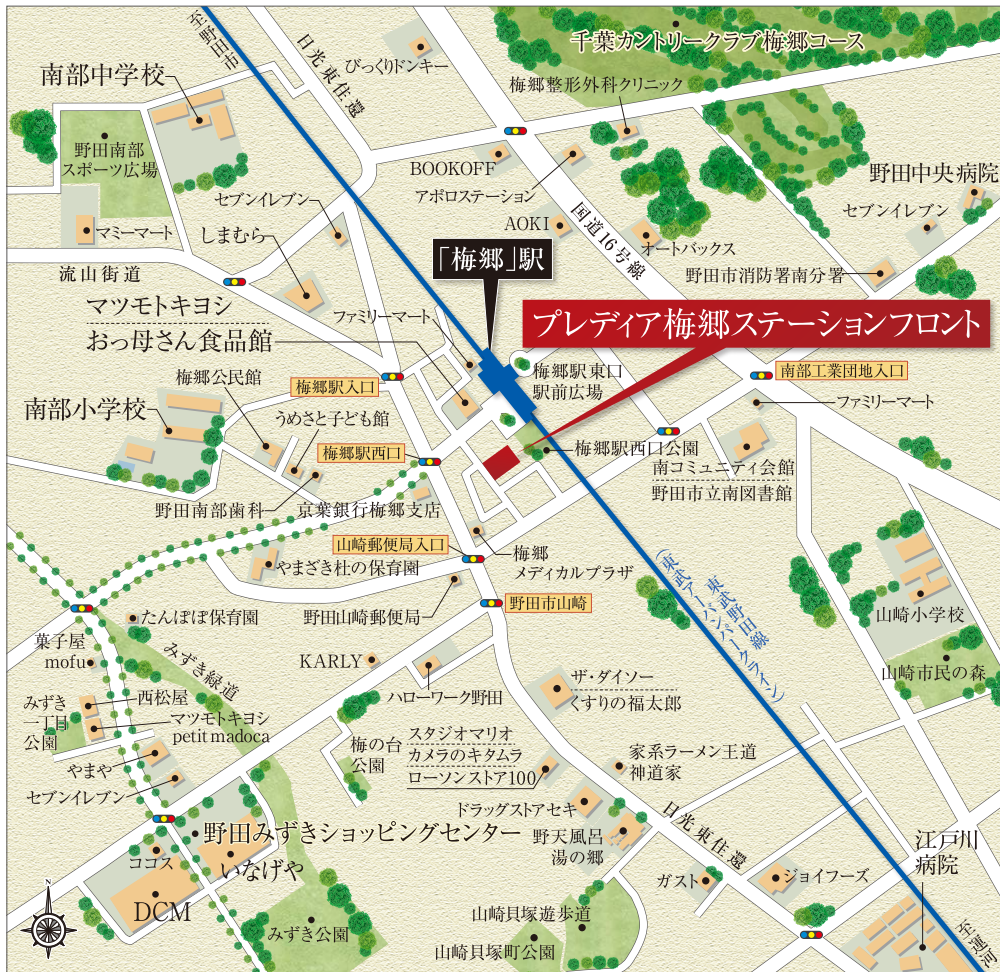 至野田市
日光東往還
びっくりドンキー
千葉カントリークラブ梅郷コース
南部中学校
梅郷整形外科クリニック
野田南部
スポーツ広場
BOOKOFF
アポロステーション
野田中央病院
セブンイレブン
セブンイレブン
マミーマート
しまむら
AOKI
国道16号線
オートバックス
流山街道
「梅郷」駅
野田市消防署南分署
マツモトキヨシ
おっ母さん食品館
ファミリーマート
プレディア梅郷ステーションフロント
梅郷公民館
梅郷駅入口
梅郷駅東口
駅前広場
南部工業団地入口
南部小学校
うめさと子ども館
ファミリーマート
梅郷駅西口
梅郷駅西口公園
南コミュニティ会館
野田市立南図書館
野田南部歯科
京葉銀行梅郷支店
山崎郵便局入口
梅郷
メディカルプラザ
やまざき杜の保育園
野田山崎郵便局
野田市山崎
東武野田線
(東武アーバンパークライン)
山崎小学校
たんぽぽ保育園
菓子屋
mofu
みずき緑道
KARLY
ハローワーク野田
ザ・ダイソー
くすりの福太郎
山崎市民の森
みずき
一丁目
公園
西松屋
マツモトキヨシ
petit madoca
梅の台
公園
スタジオマリオ
カメラのキタムラ
ローソンストア100
家系ラーメン王道
神道家
やまや
セブンイレブン
ドラッグストアセキ
野田みずきショッピングセンター
野天風呂
湯の郷
日光東往還
江戸川
病院
ココス
いなげや
ガスト
ジョイフーズ
DCM
みずき公園
山崎貝塚遊歩道
山崎貝塚町公園
至運河
N